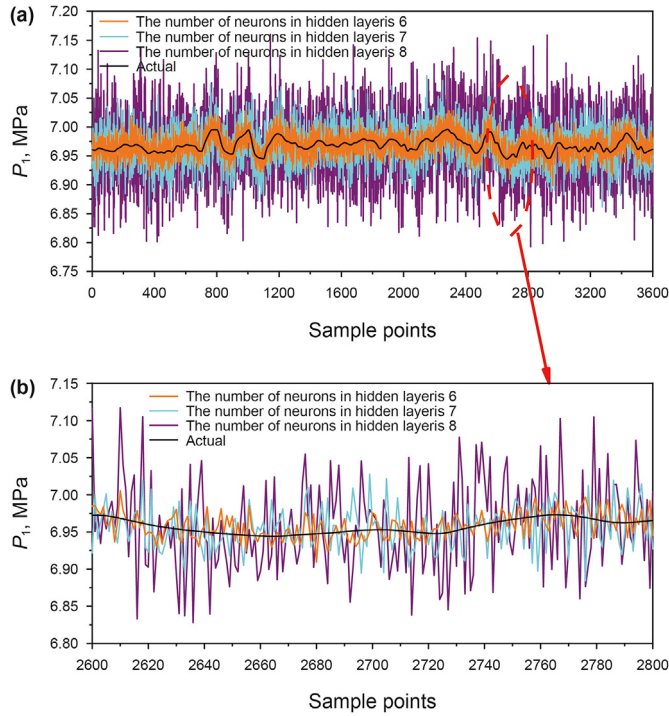 (a)
7.20
7.15
7.10
7.05
7.00
6.95
6.90
6.85
6.80
6.75
P1, MPa
The number of neurons in hidden layeris 6
The number of neurons in hidden layeris 7
The number of neurons in hidden layeris 8
Actual
0 400 800 1200 1600 2000 2400 2800 3200 3600
Sample points
(b)
7.15
7.10
7.05
7.00
6.95
6.90
6.85
6.80
P1, MPa
The number of neurons in hidden layeris 6
The number of neurons in hidden layeris 7
The number of neurons in hidden layeris 8
Actual
2600 2620 2640 2660 2680 2700 2720 2740 2760 2780 2800
Sample points